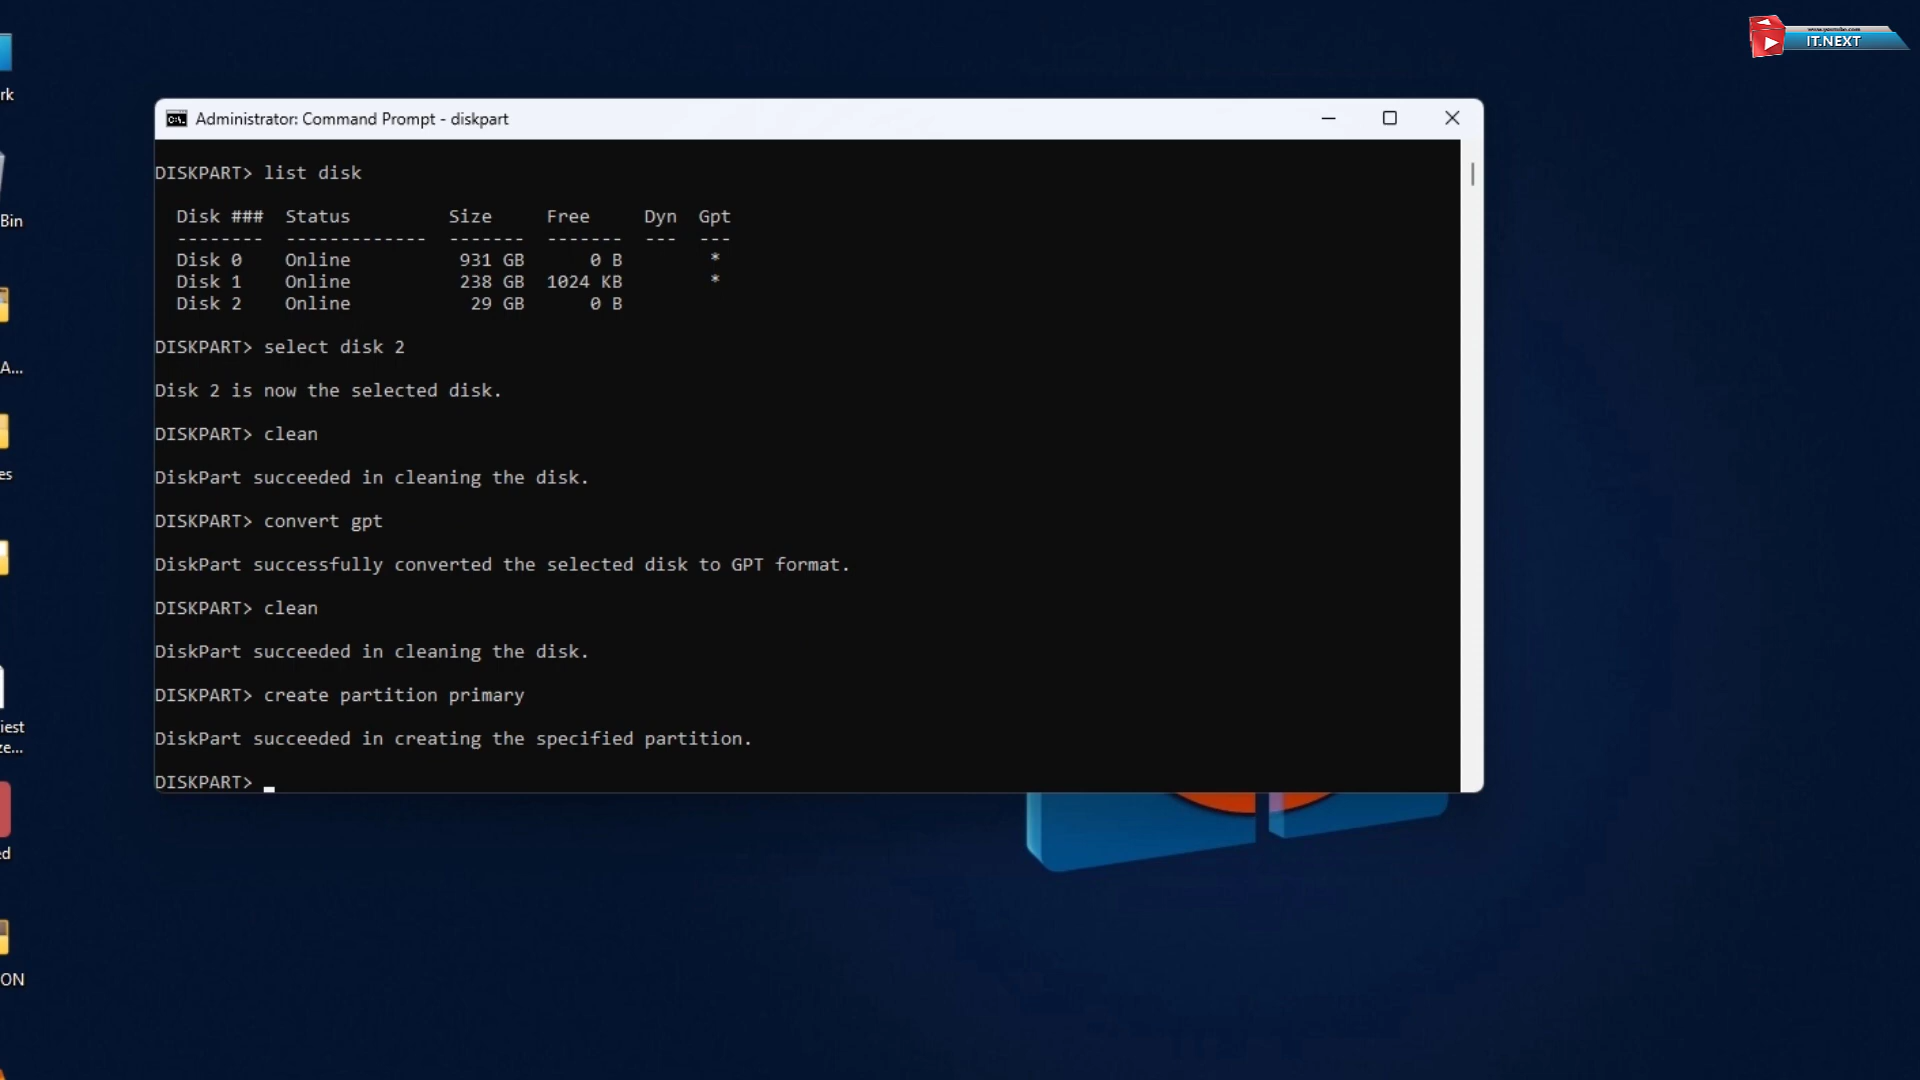 IT.NEXT
rk
Bin
A...
es
iest
ze...
ed
ON
Administrator: Command Prompt - diskpart
DISKPART> list disk
Disk ### Status Size Free Dyn Gpt
-------- ------------- ------- ------- --- ---
Disk 0 Online 931 GB 0 B *
Disk 1 Online 238 GB 1024 KB *
Disk 2 Online 29 GB 0 B
DISKPART> select disk 2
Disk 2 is now the selected disk.
DISKPART> clean
DiskPart succeeded in cleaning the disk.
DISKPART> convert gpt
DiskPart successfully converted the selected disk to GPT format.
DISKPART> clean
DiskPart succeeded in cleaning the disk.
DISKPART> create partition primary
DiskPart succeeded in creating the specified partition.
DISKPART>